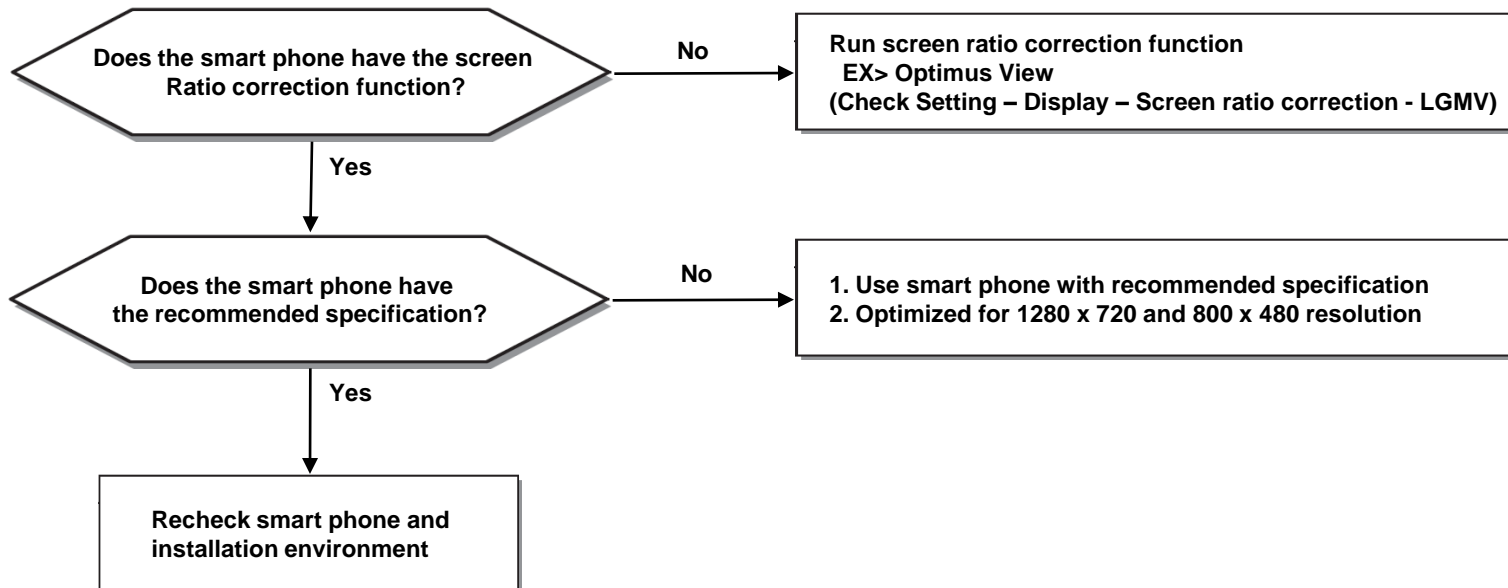 Does the smart phone have the screen
Ratio correction function?
No
Run screen ratio correction function
EX> Optimus View
(Check Setting – Display – Screen ratio correction - LGMV)
Yes
Does the smart phone have
the recommended specification?
No
1. Use smart phone with recommended specification
2. Optimized for 1280 x 720 and 800 x 480 resolution
Yes
Recheck smart phone and
installation environment